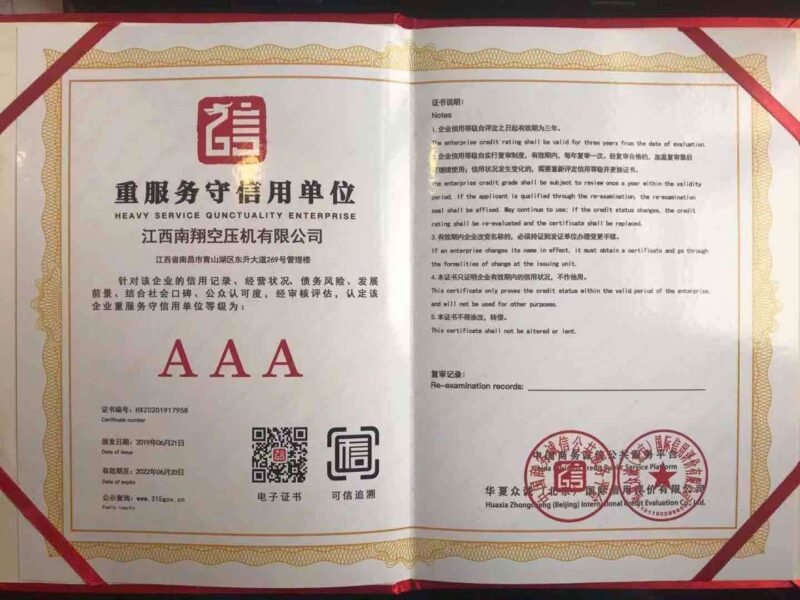 信
重服务守信用单位
HEAVY SERVICE QUNCTUALITY ENTERPRISE
江西南翔空压机有限公司
江西省南昌市青山湖区东升大道269号管理楼
针对该企业的信用记录、经营状况、债务风险、发展
前景、结合社会口碑、公众认可度，经审核评估，认定该
企业重服务守信用单位等级为：
AAA
证书编号：HXZC0201917958
Certificate number
颁发日期：2019年06月21日
Date of issue
有效期至：2022年06月20日
Date of expiry
公示查询：www.315gov.cn
Public inquiry
电子证书
信
可信追溯
证书说明：
Notes
1.企业信用等级自评定之日起有效期为三年。
The enterprise credit rating shall be valid for three years from the date of evaluation.
2.企业信用等级自实行复审制度，有效期内，每年复审一次，经复审合格的，加盖复审章后
可继续使用；信用状况发生变化的，需要重新评定信用等级并更换证书。
The enterprise credit grade shall be subject to review once a year within the validity
period. If the applicant is qualified through the re-examination, the re-examination
seal shall be affixed. May continue to use; If the credit status changes, the credit
rating shall be re-evaluated and the certificate shall be replaced.
3.有效期内企业改变名称的，必须持证到发证单位办理变更手续。
If an enterprise changes its name in effect, it must obtain a certificate and go through
the formalities of change at the issuing unit.
4.本证书只证明企业有效期内的信用状况，不作他用。
This certificate only proves the credit status within the valid period of the enterprise
and will not be used for other purposes.
5.本证书不得涂改，转借。
This certificate shall not be altered or lent.
复审记录：
Re-examination records:
中国商务诚信公共服务平台
Credit Public Service Platform
华夏众诚（北京）国际信用评价有限公司
Huaxia Zhongcheng (Beijing) International Credit Evaluation Co., Ltd.